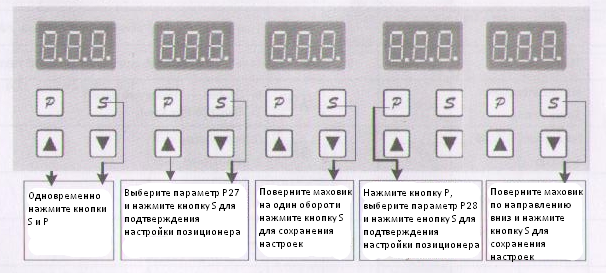 8.8.8. 8.8.8. 8.8.8. 8.8.8. 8.8.8.
P S P S P S P S P S
Одновременно
нажмите кнопки
S и P
Выберите параметр P27
и нажмите кнопку S для
подтверждения
настройки позиционера
Поверните маховик
на один оборот и
нажмите кнопку S
для сохранения
настроек
Нажмите кнопку P,
выберите параметр P28
и нажмите енопку S для
подтверждения
настройки позиционера
Поверните маховик
по направлению
вниз и нажмите
кнопку S для
сохранения
настроек